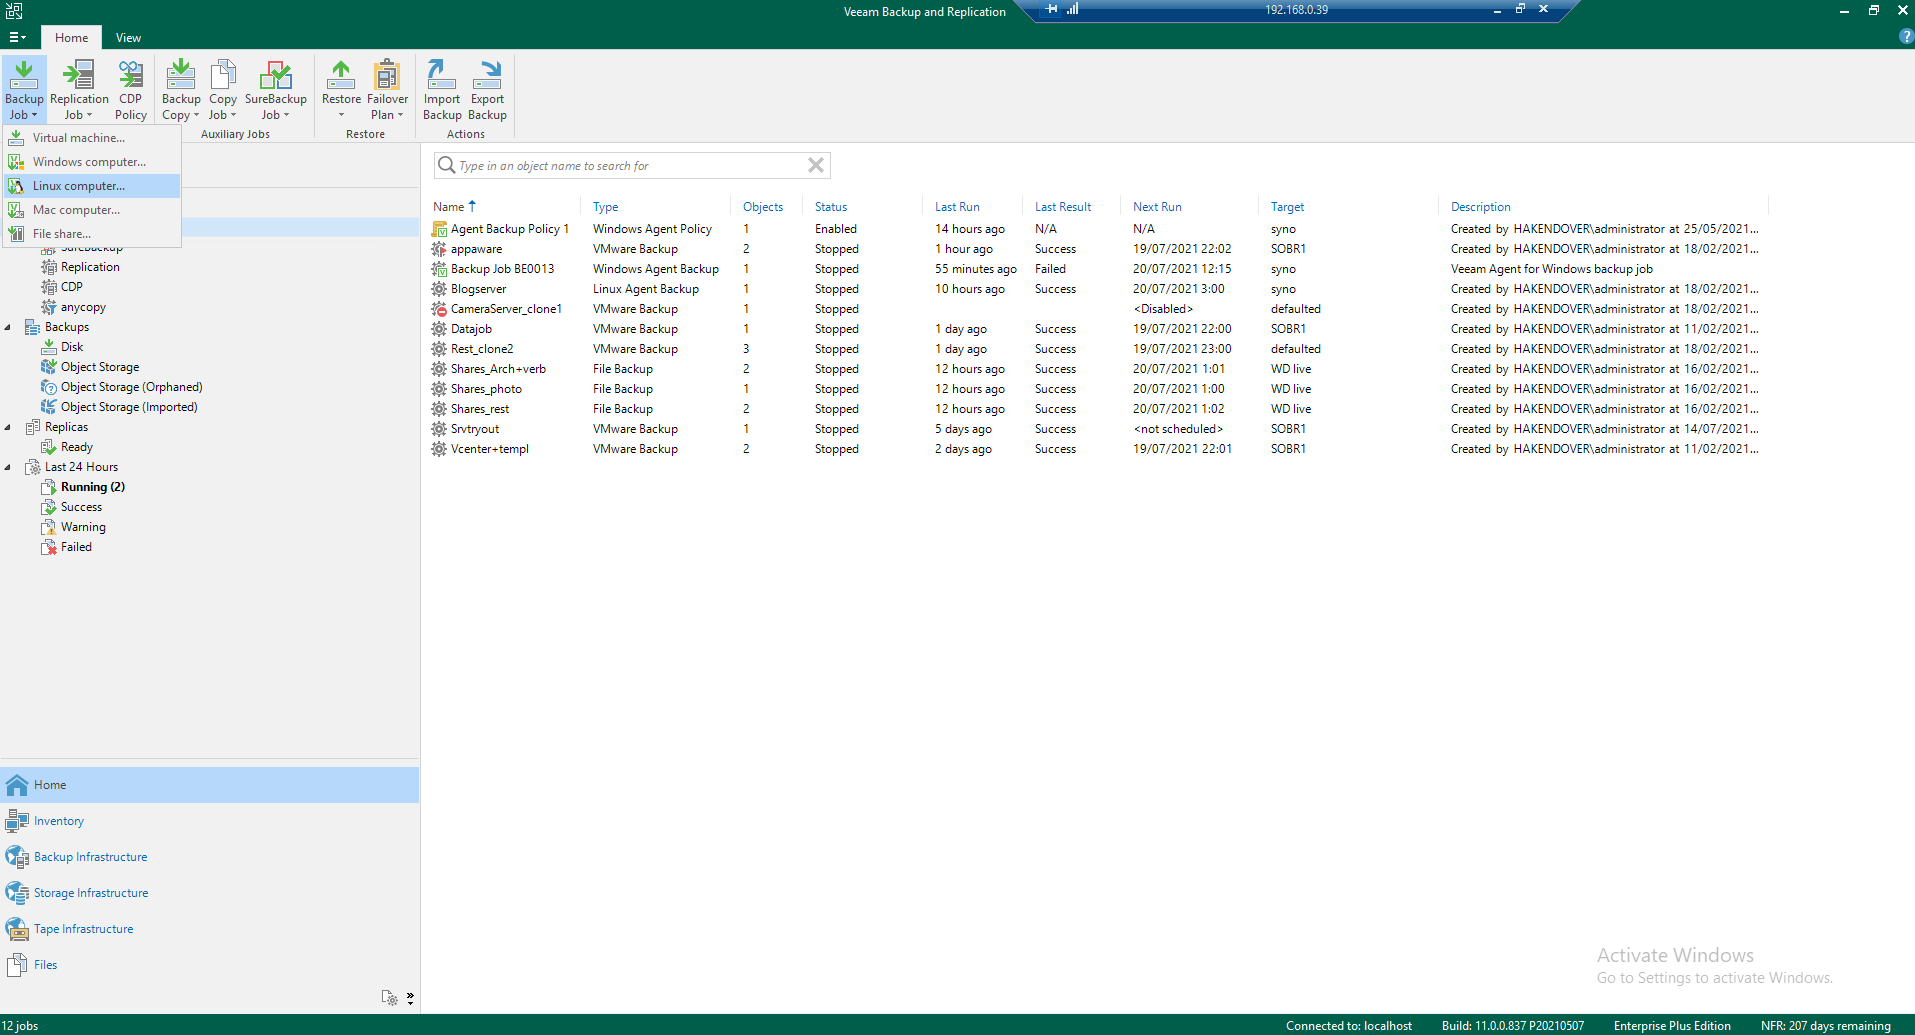 Veeam Backup and Replication
192.168.0.39
Home View
Backup Job
Replication Job
CDP Policy
Backup Copy
Copy Job
SureBackup Job
Restore
Failover Plan
Import Backup
Export Backup
Auxiliary Jobs
Restore
Actions
Virtual machine...
Windows computer...
Linux computer...
Mac computer...
File share...
SureBackup
Replication
CDP
anycopy
Backups
Disk
Object Storage
Object Storage (Orphaned)
Object Storage (Imported)
Replicas
Ready
Last 24 Hours
Running (2)
Success
Warning
Failed
Home
Inventory
Backup Infrastructure
Storage Infrastructure
Tape Infrastructure
Files
Type in an object name to search for
Name Type Objects Status Last Run Last Result Next Run Target Description
Agent Backup Policy 1 Windows Agent Policy 1 Enabled 14 hours ago N/A N/A syno Created by HAKENDOVER\administrator at 25/05/2021...
appaware VMware Backup 2 Stopped 1 hour ago Success 19/07/2021 22:02 SOBR1 Created by HAKENDOVER\administrator at 18/02/2021...
Backup Job BE0013 Windows Agent Backup 1 Stopped 55 minutes ago Failed 20/07/2021 12:15 syno Veeam Agent for Windows backup job
Blogserver Linux Agent Backup 1 Stopped 10 hours ago Success 20/07/2021 3:00 syno Created by HAKENDOVER\administrator at 18/02/2021...
CameraServer_clone1 VMware Backup 1 Stopped <Disabled> defaulted Created by HAKENDOVER\administrator at 18/02/2021...
Datajob VMware Backup 1 Stopped 1 day ago Success 19/07/2021 22:00 SOBR1 Created by HAKENDOVER\administrator at 11/02/2021...
Rest_clone2 VMware Backup 3 Stopped 1 day ago Success 19/07/2021 23:00 defaulted Created by HAKENDOVER\administrator at 18/02/2021...
Shares_Arch+verb File Backup 2 Stopped 12 hours ago Success 20/07/2021 1:01 WD live Created by HAKENDOVER\administrator at 16/02/2021...
Shares_photo File Backup 1 Stopped 12 hours ago Success 20/07/2021 1:00 WD live Created by HAKENDOVER\administrator at 16/02/2021...
Shares_rest File Backup 2 Stopped 12 hours ago Success 20/07/2021 1:02 WD live Created by HAKENDOVER\administrator at 16/02/2021...
Srvtryout VMware Backup 1 Stopped 5 days ago Success <not scheduled> SOBR1 Created by HAKENDOVER\administrator at 14/07/2021...
Vcenter+templ VMware Backup 2 Stopped 2 days ago Success 19/07/2021 22:01 SOBR1 Created by HAKENDOVER\administrator at 11/02/2021...
Activate Windows
Go to Settings to activate Windows.
12 jobs Connected to: localhost Build: 11.0.0.837 P20210507 Enterprise Plus Edition NFR: 207 days remaining